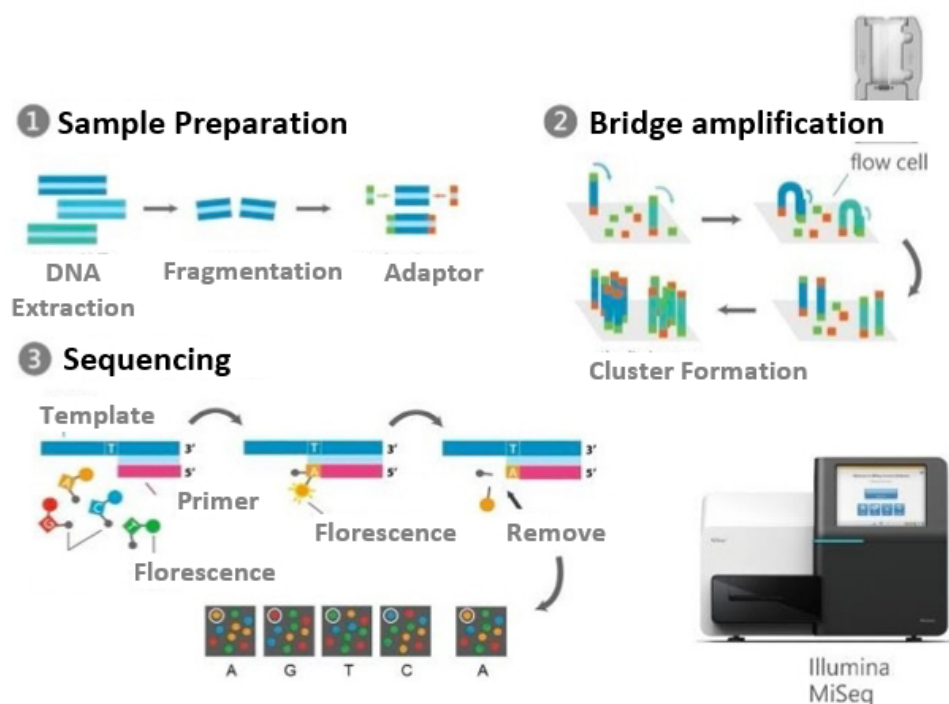 1 Sample Preparation
DNA
Extraction
Fragmentation
Adaptor
2 Bridge amplification
flow cell
Cluster Formation
3 Sequencing
Template
T
3’
5’
A
C
G
T
Primer
Florescence
T
3’
A
5’
Florescence
T
3’
A
5’
Remove
A G T C A
Illumina
MiSeq